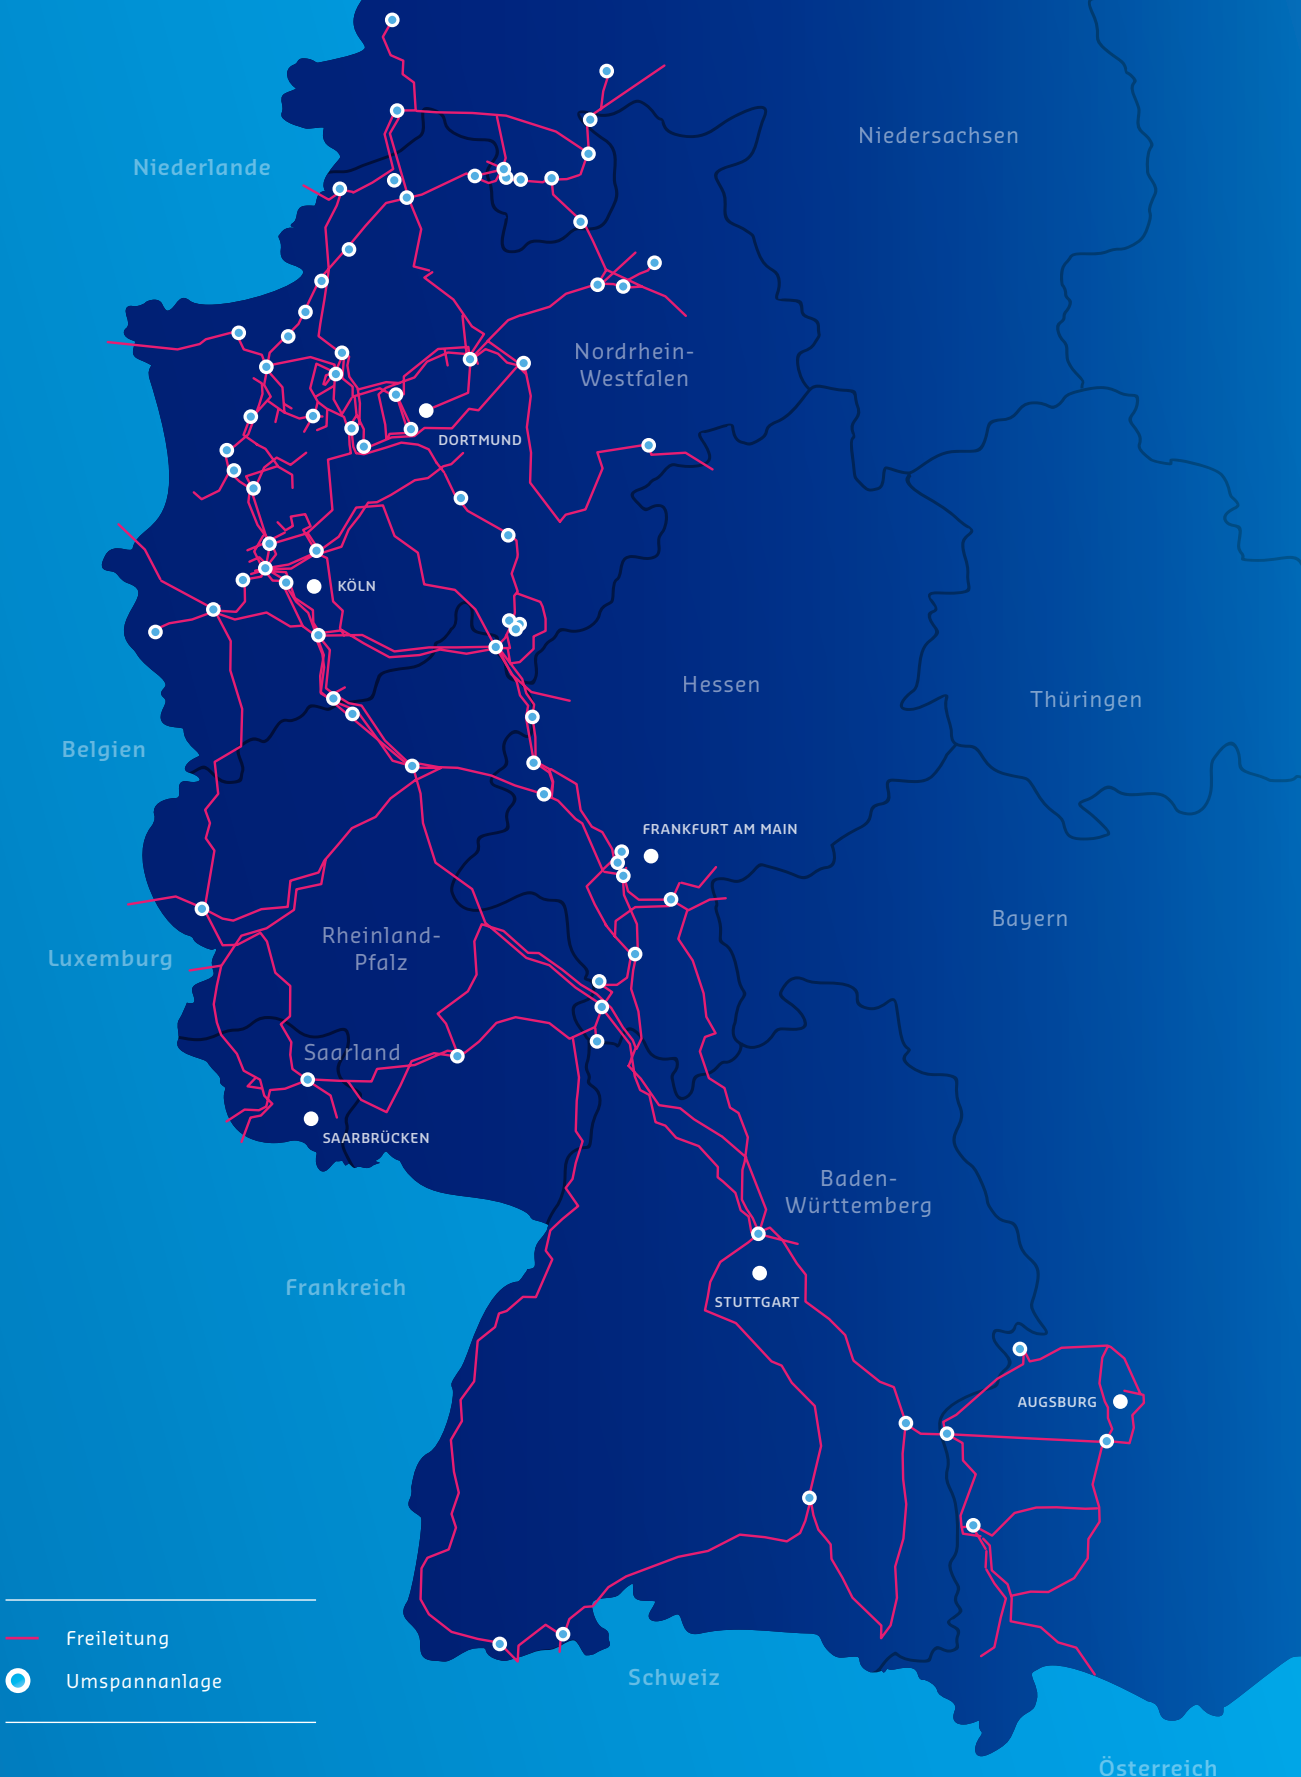 Niedersachsen
Niederlande
Nordrhein-
Westfalen
DORTMUND
KÖLN
Hessen
Thüringen
Belgien
FRANKFURT AM MAIN
Bayern
Rheinland-
Pfalz
Luxemburg
Saarland
SAARBRÜCKEN
Baden-
Württemberg
Frankreich
STUTTGART
AUGSBURG
Freileitung
Umspannanlage
Schweiz
Österreich